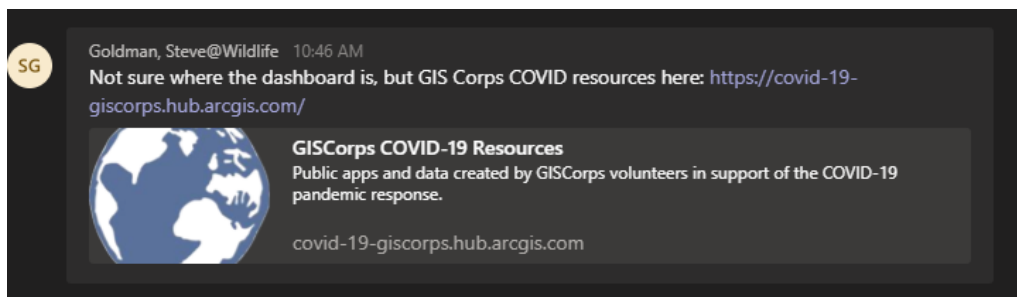 SG
Goldman, Steve@Wildlife 10:46 AM
Not sure where the dashboard is, but GIS Corps COVID resources here: https://covid-19-
giscorps.hub.arcgis.com/
GISCorps COVID-19 Resources
Public apps and data created by GISCorps volunteers in support of the COVID-19
pandemic response.
covid-19-giscorps.hub.arcgis.com